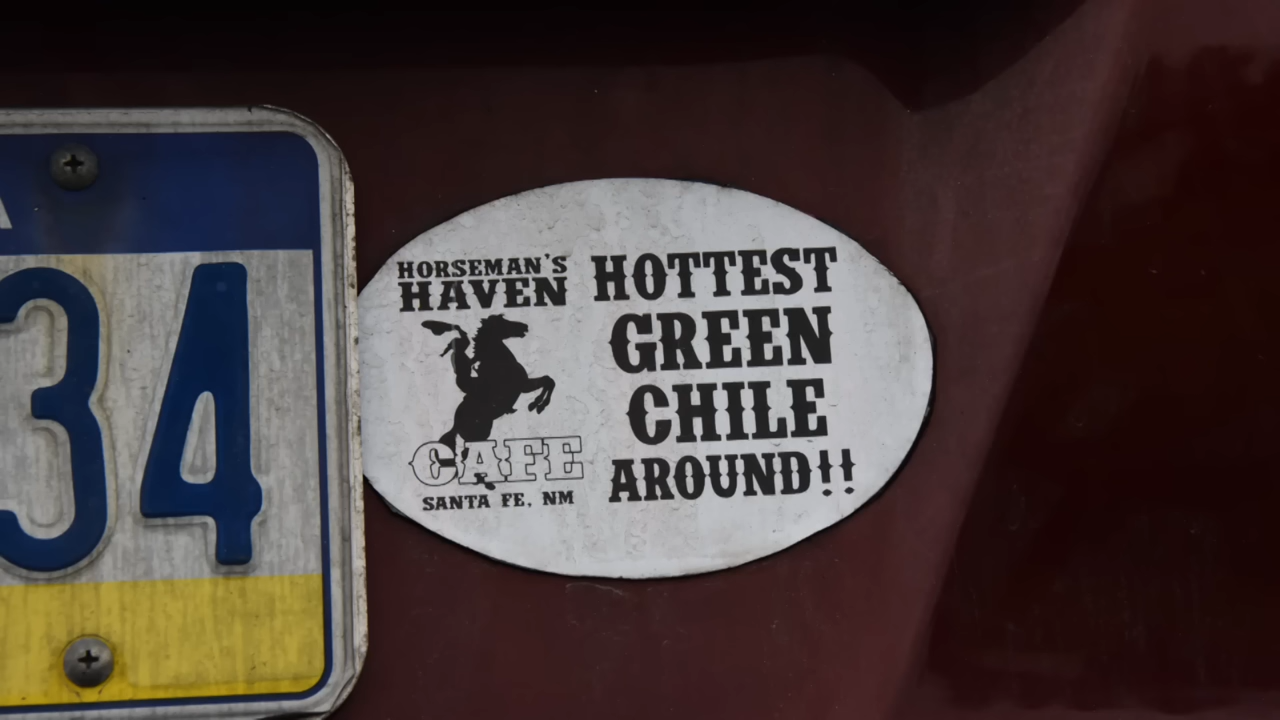 A
34
HORSEMAN'S
HAVEN
CAFE
SANTA FE, NM
HOTTEST
GREEN
CHILE
AROUND!!